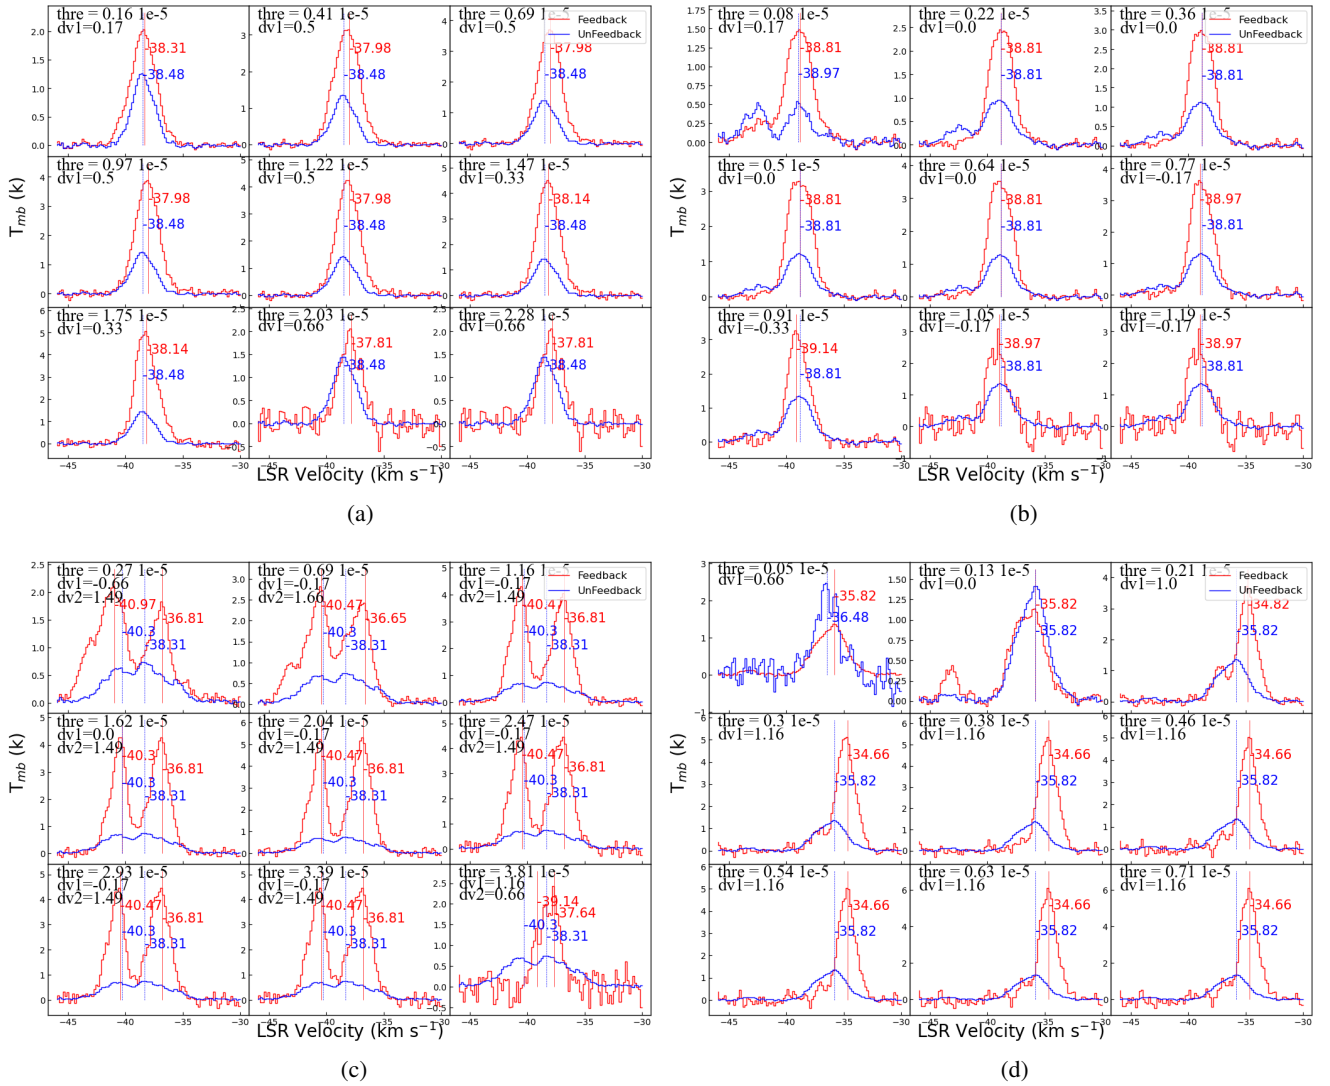 thre = 0.16 1e-5
dv1=0.17
-38.31
-38.48
thre = 0.41 1e-5
dv1=0.5
-37.98
-38.48
thre = 0.69 1e-5
dv1=0.5
-37.98
-38.48
Feedback
UnFeedback
thre = 0.97 1e-5
dv1=0.5
-37.98
-38.48
thre = 1.22 1e-5
dv1=0.5
-37.98
-38.48
thre = 1.47 1e-5
dv1=0.33
-38.14
-38.48
thre = 1.75 1e-5
dv1=0.33
-38.14
-38.48
thre = 2.03 1e-5
dv1=0.66
-37.81
-38.48
thre = 2.28 1e-5
dv1=0.66
-37.81
-38.48
T_mb (k)
−45 −40 −35 −30
LSR Velocity (km s⁻¹)
(a)
thre = 0.08 1e-5
dv1=0.17
-38.81
-38.97
thre = 0.22 1e-5
dv1=0.0
-38.81
-38.81
thre = 0.36 1e-5
dv1=0.0
-38.81
-38.81
Feedback
UnFeedback
thre = 0.5 1e-5
dv1=0.0
-38.81
-38.81
thre = 0.64 1e-5
dv1=0.0
-38.81
-38.81
thre = 0.77 1e-5
dv1=-0.17
-38.97
-38.81
thre = 0.91 1e-5
dv1=-0.33
-39.14
-38.81
thre = 1.05 1e-5
dv1=-0.17
-38.97
-38.81
thre = 1.19 1e-5
dv1=-0.17
-38.97
-38.81
T_mb (k)
−45 −40 −35 −30
LSR Velocity (km s⁻¹)
(b)
thre = 0.27 1e-5
dv1=-0.66
dv2=1.49
-40.97
-36.81
-40.3
-38.31
thre = 0.69 1e-5
dv1=-0.17
dv2=1.66
-40.47
-36.65
-40.3
-38.31
thre = 1.16 1e-5
dv1=-0.17
dv2=1.49
-40.47
-36.81
-40.3
-38.31
Feedback
UnFeedback
thre = 1.62 1e-5
dv1=0.0
dv2=1.49
-40.3
-36.81
-40.3
-38.31
thre = 2.04 1e-5
dv1=-0.17
dv2=1.49
-40.47
-36.81
-40.3
-38.31
thre = 2.47 1e-5
dv1=-0.17
dv2=1.49
-40.47
-36.81
-40.3
-38.31
thre = 2.93 1e-5
dv1=-0.17
dv2=1.49
-40.47
-36.81
-40.3
-38.31
thre = 3.39 1e-5
dv1=-0.17
dv2=1.49
-40.47
-36.81
-40.3
-38.31
thre = 3.81 1e-5
dv1=1.16
dv2=0.66
-39.14
-37.64
-40.3
-38.31
T_mb (k)
−45 −40 −35 −30
LSR Velocity (km s⁻¹)
(c)
thre = 0.05 1e-5
dv1=0.66
-35.82
-36.48
thre = 0.13 1e-5
dv1=0.0
-35.82
-35.82
thre = 0.21 1e-5
dv1=1.0
-34.82
-35.82
Feedback
UnFeedback
thre = 0.3 1e-5
dv1=1.16
-34.66
-35.82
thre = 0.38 1e-5
dv1=1.16
-34.66
-35.82
thre = 0.46 1e-5
dv1=1.16
-34.66
-35.82
thre = 0.54 1e-5
dv1=1.16
-34.66
-35.82
thre = 0.63 1e-5
dv1=1.16
-34.66
-35.82
thre = 0.71 1e-5
dv1=1.16
-34.66
-35.82
T_mb (k)
−45 −40 −35 −30
LSR Velocity (km s⁻¹)
(d)